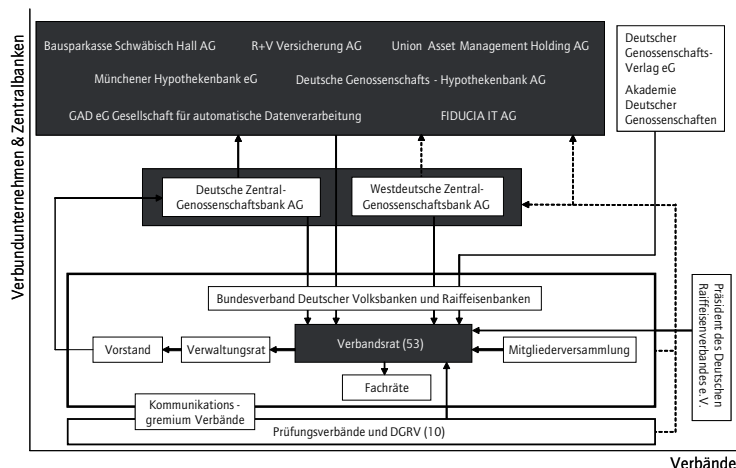 Verbundunternehmen & Zentralbanken
Bausparkasse Schwäbisch Hall AG
R+V Versicherung AG
Union Asset Management Holding AG
Münchener Hypothekenbank eG
Deutsche Genossenschafts - Hypothekenbank AG
GAD eG Gesellschaft für automatische Datenverarbeitung
FIDUCIA IT AG
Deutscher
Genossenschafts-
Verlag eG
Akademie
Deutscher
Genossenschaften
Deutsche Zentral-
Genossenschaftsbank AG
Westdeutsche Zentral-
Genossenschaftsbank AG
Bundesverband Deutscher Volksbanken und Raiffeisenbanken
Vorstand
Verwaltungsrat
Verbandsrat (53)
Mitgliederversammlung
Fachräte
Präsident des Deutschen
Raiffeisenverbandes e.V.
Kommunikations -
gremium Verbände
Prüfungsverbände und DGRV (10)
Verbände